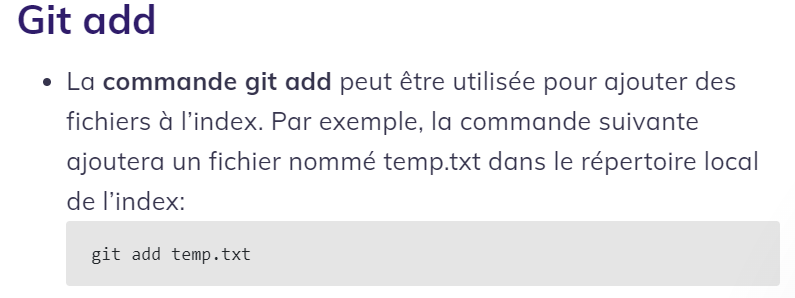 Git add
• La commande git add peut être utilisée pour ajouter des
fichiers à l’index. Par exemple, la commande suivante
ajoutera un fichier nommé temp.txt dans le répertoire local
de l’index:
git add temp.txt